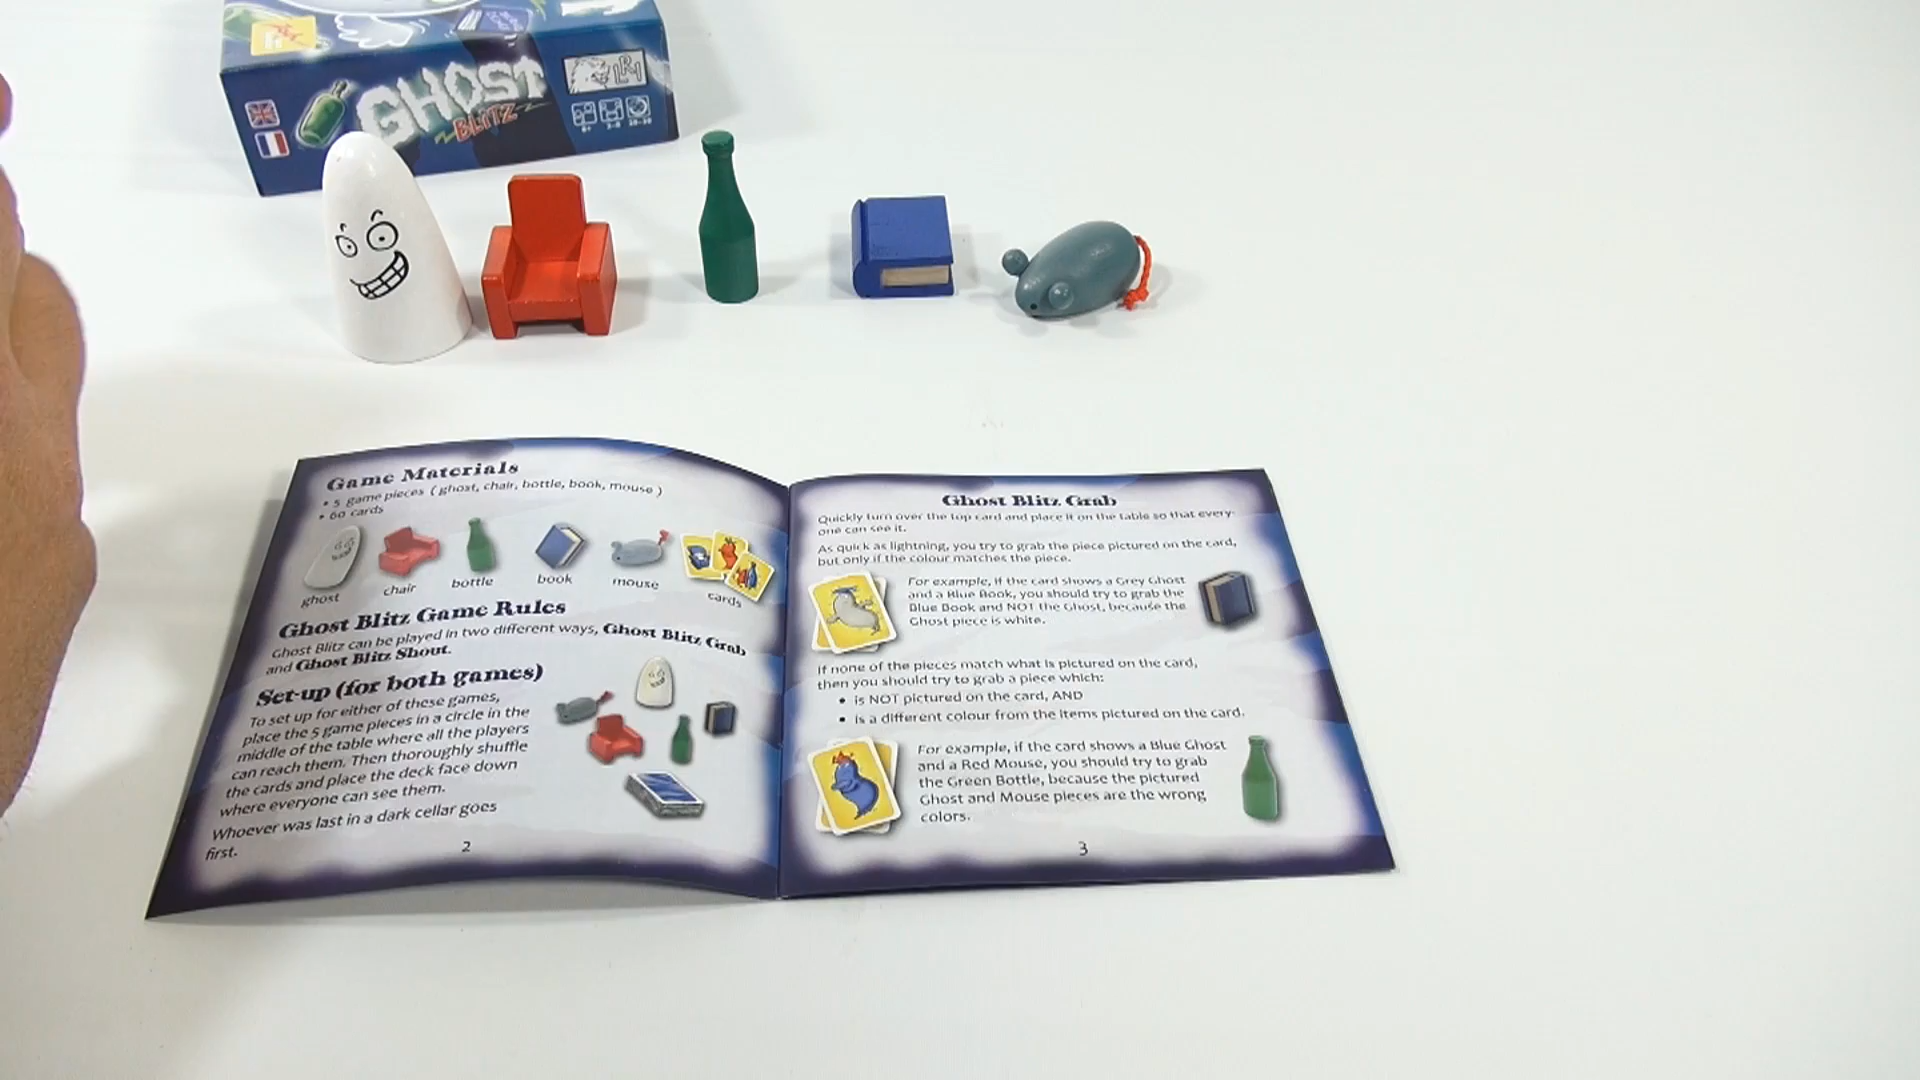 GHOST
BLITZ
Game Materials
• 5 game pieces ( ghost, chair, bottle, book, mouse )
• 60 cards
ghost
chair
bottle
book
mouse
cards
Ghost Blitz Game Rules
Ghost Blitz can be played in two different ways, Ghost Blitz Grab
and Ghost Blitz Shout.
Set-up (for both games)
To set up for either of these games,
place the 5 game pieces in a circle in the
middle of the table where all the players
can reach them. Then thoroughly shuffle
the cards and place the deck face down
where everyone can see them.
Whoever was last in a dark cellar goes
first.
2
Ghost Blitz Grab
Quickly turn over the top card and place it on the table so that every-
one can see it.
As quick as lightning, you try to grab the piece pictured on the card,
but only if the colour matches the piece.
For example, if the card shows a Grey Ghost
and a Blue Book, you should try to grab the
Blue Book and NOT the Ghost, because the
Ghost piece is white.
If none of the pieces match what is pictured on the card,
then you should try to grab a piece which:
• is NOT pictured on the card, AND
• is a different colour from the items pictured on the card.
For example, if the card shows a Blue Ghost
and a Red Mouse, you should try to grab
the Green Bottle, because the pictured
Ghost and Mouse pieces are the wrong
colors.
3